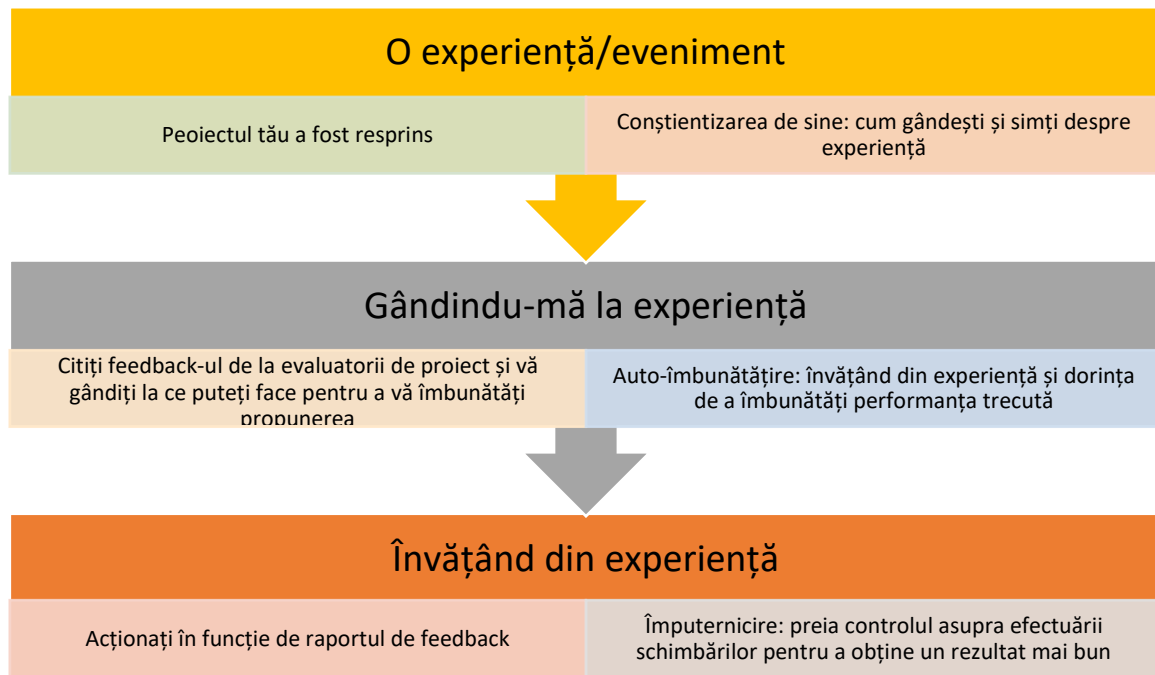 O experiență/eveniment
Peoiectul tău a fost resprins
Conștientizarea de sine: cum gândești și simți despre
experiență
Gândindu-mă la experiență
Citiți feedback-ul de la evaluatorii de proiect și vă
gândiți la ce puteți face pentru a vă îmbunătăți
propunerea
Auto-îmbunătățire: învățând din experiență și dorința
de a îmbunătăți performanța trecută
Învățând din experiență
Acționați în funcție de raportul de feedback
Împuternicire: preia controlul asupra efectuării
schimbărilor pentru a obține un rezultat mai bun